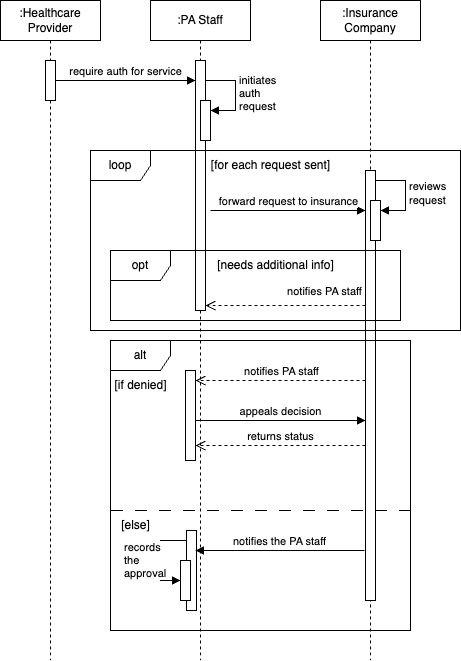 :Healthcare
Provider
:PA Staff
:Insurance
Company
require auth for service
initiates
auth
request
loop
[for each request sent]
reviews
request
forward request to insurance
opt
[needs additional info]
notifies PA staff
alt
notifies PA staff
[if denied]
appeals decision
returns status
[else]
notifies the PA staff
records
the
approval